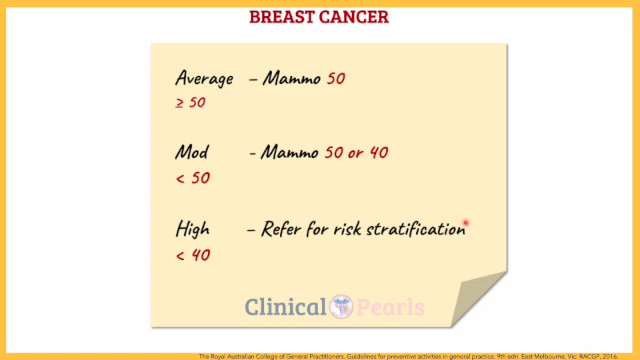 BREAST CANCER
Average – Mammo 50
≥ 50
Mod - Mammo 50 or 40
< 50
High – Refer for risk stratification
< 40
Clinical Pearls
The Royal Australian College of General Practitioners. Guidelines for preventive activities in general practice. 9th edn. East Melbourne, Vic: RACGP, 2016.